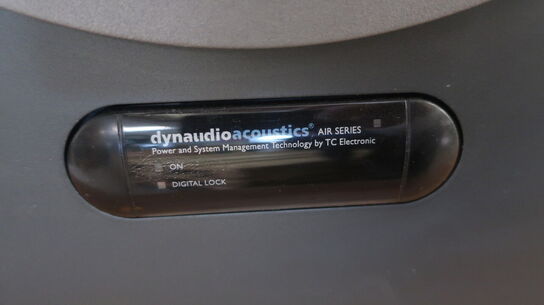 dynaudioacoustics® AIR SERIES
Power and System Management Technology by TC Electronic
ON
DIGITAL LOCK